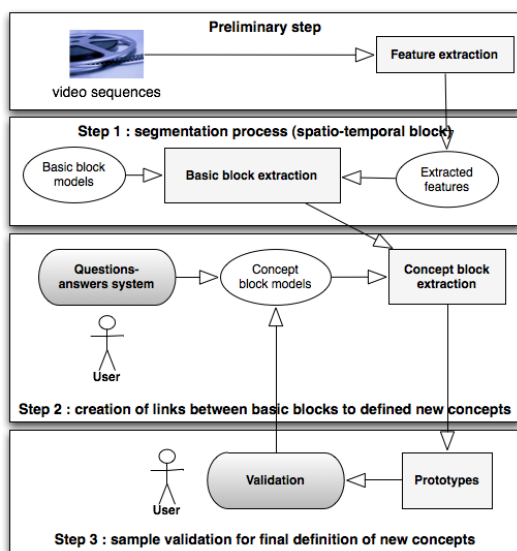 Preliminary step
Feature extraction
video sequences
Step 1 : segmentation process (spatio-temporal block)
Basic block
models
Basic block extraction
Extracted
features
Questions-
answers system
Concept
block models
Concept block
extraction
User
Step 2 : creation of links between basic blocks to defined new concepts
User
Validation
Prototypes
Step 3 : sample validation for final definition of new concepts